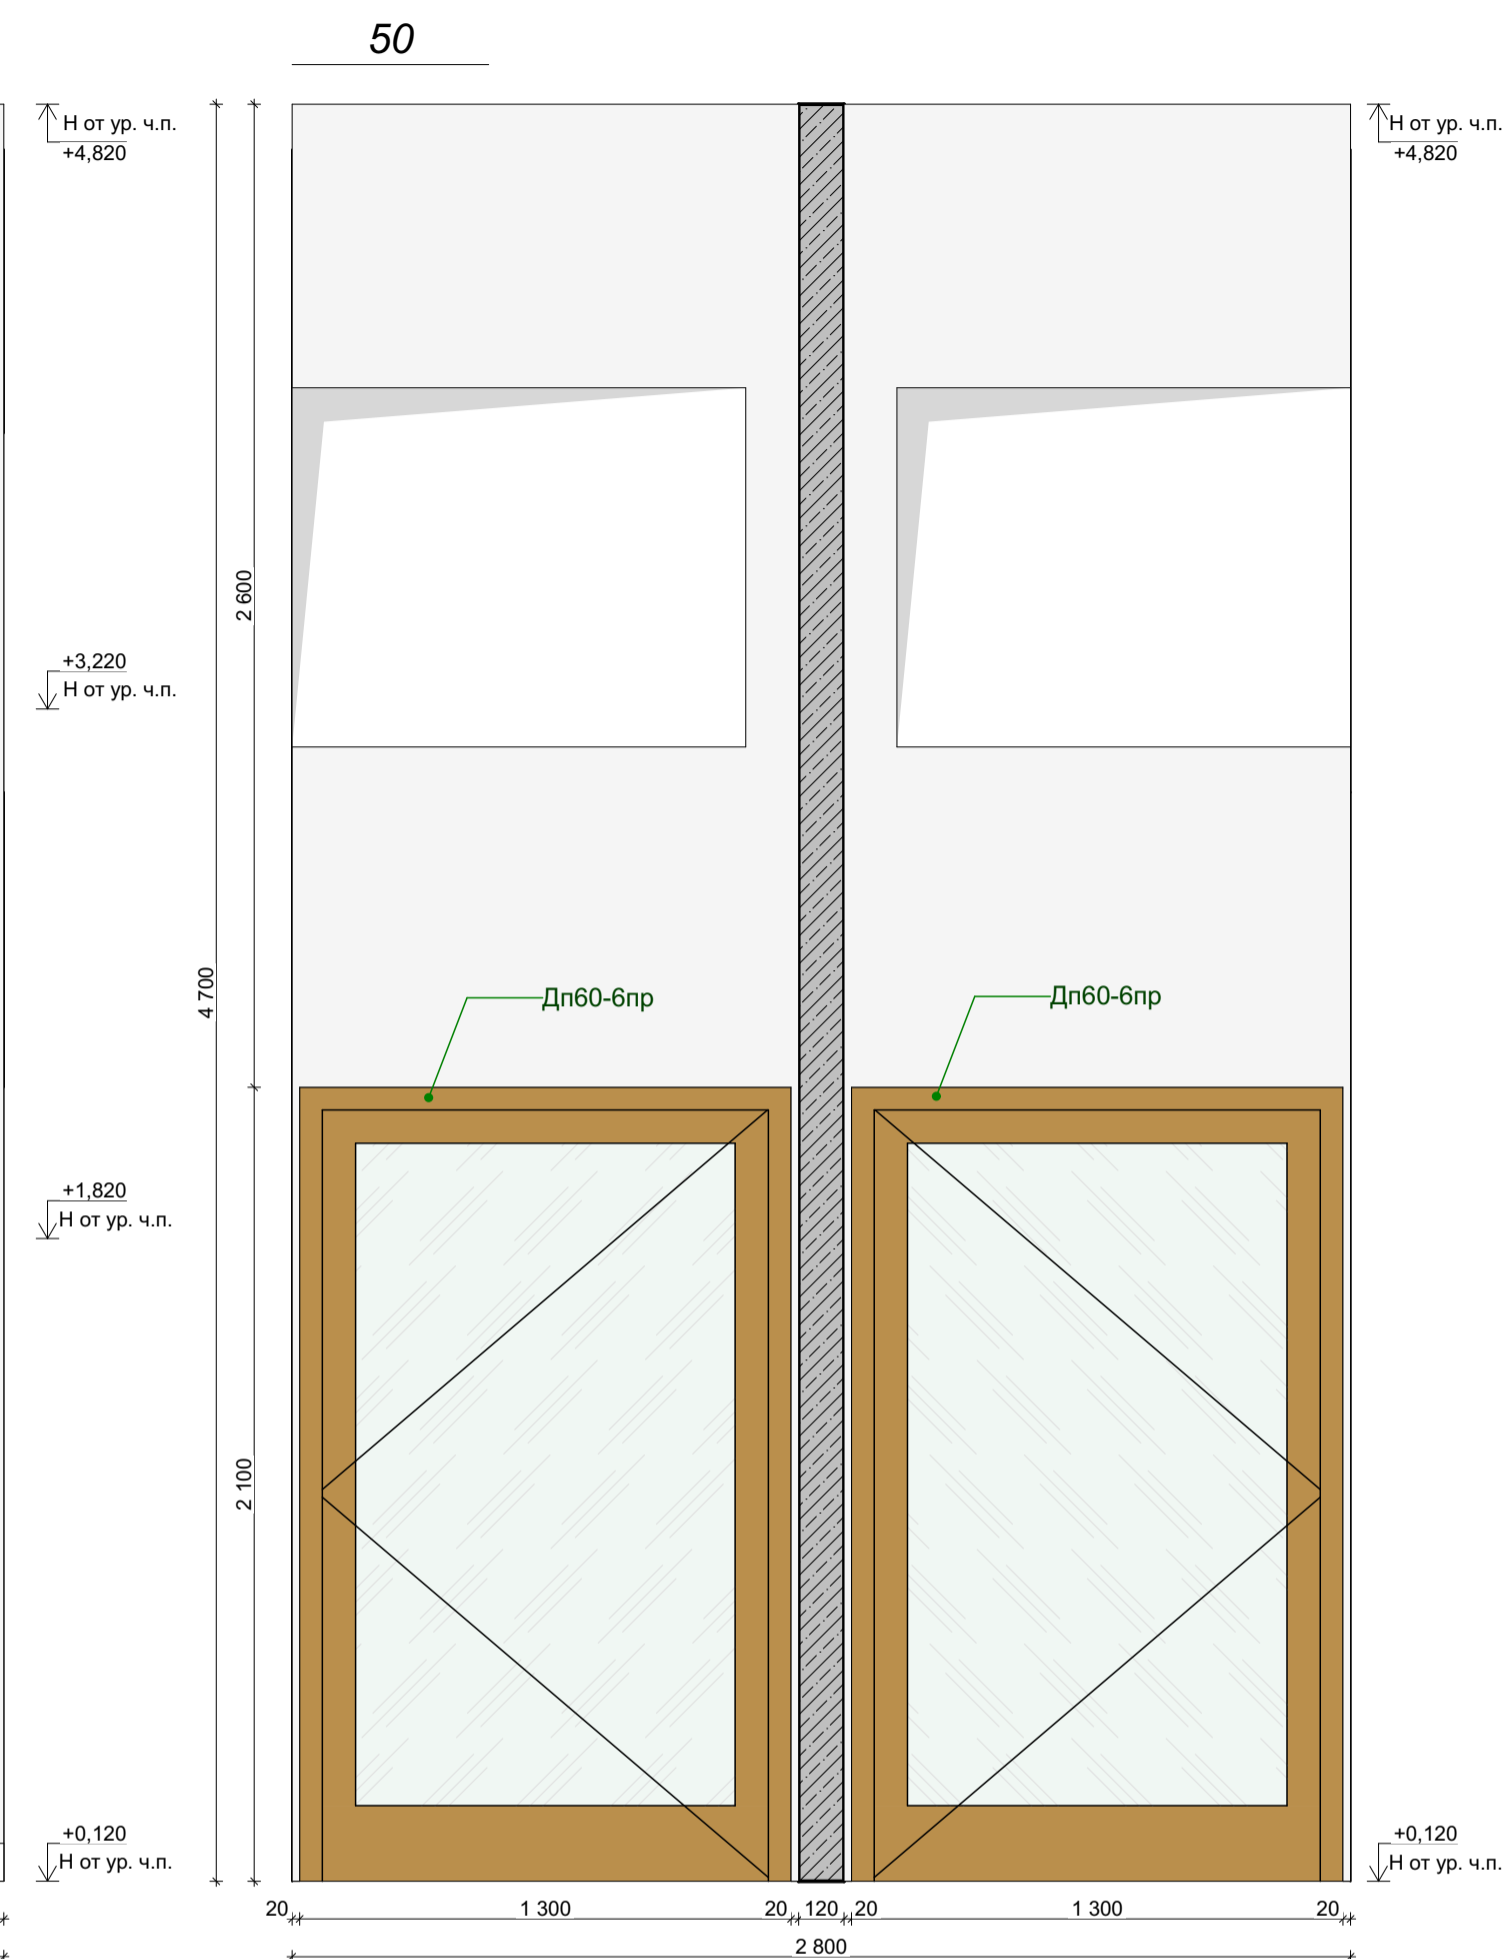 50
Н от ур. ч.п.
+4,820
Н от ур. ч.п.
+4,820
2 600
+3,220
Н от ур. ч.п.
4 700
Дп60-6пр
Дп60-6пр
+1,820
Н от ур. ч.п.
2 100
+0,120
Н от ур. ч.п.
+0,120
Н от ур. ч.п.
20 1 300 20 120 20 1 300 20
2 800